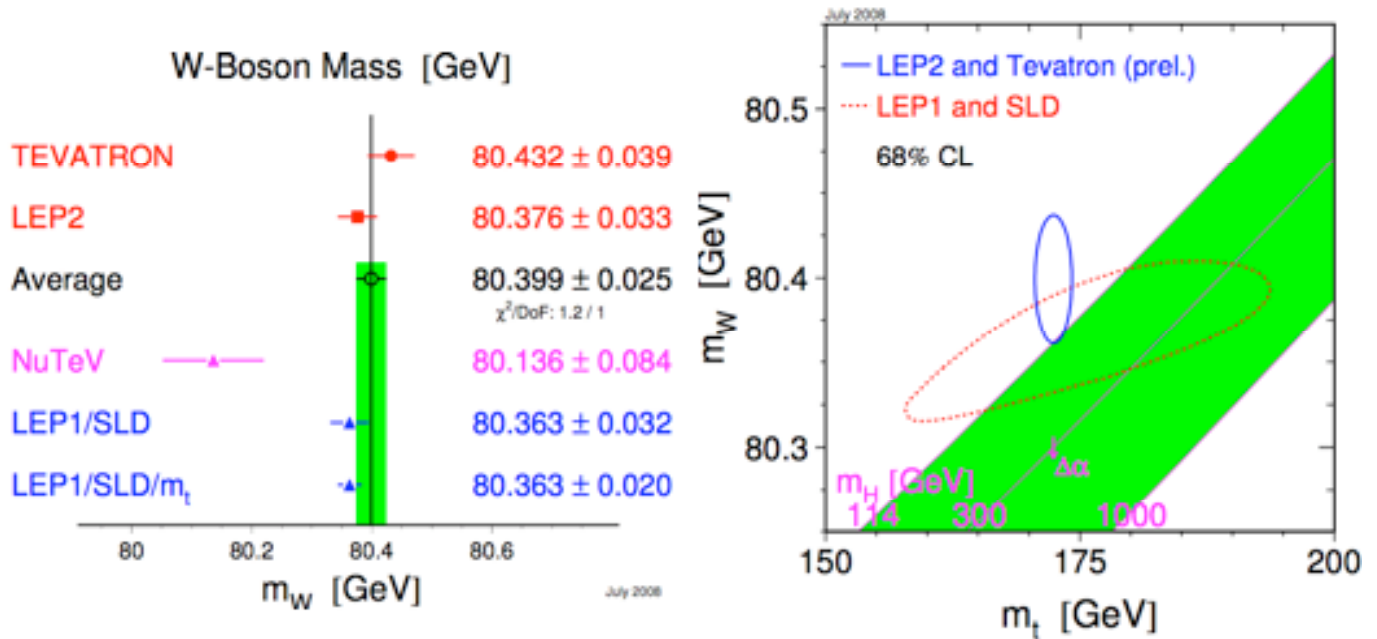 W-Boson Mass [GeV]
TEVATRON 80.432 ± 0.039
LEP2 80.376 ± 0.033
Average 80.399 ± 0.025
χ²/DoF: 1.2 / 1
NuTeV 80.136 ± 0.084
LEP1/SLD 80.363 ± 0.032
LEP1/SLD/mₜ 80.363 ± 0.020
80 80.2 80.4 80.6
m_W [GeV]
July 2008
July 2008
LEP2 and Tevatron (prel.)
LEP1 and SLD
68% CL
80.5
80.4
80.3
m_W [GeV]
Δα
m_H [GeV]
114 300 1000
150 175 200
mₜ [GeV]